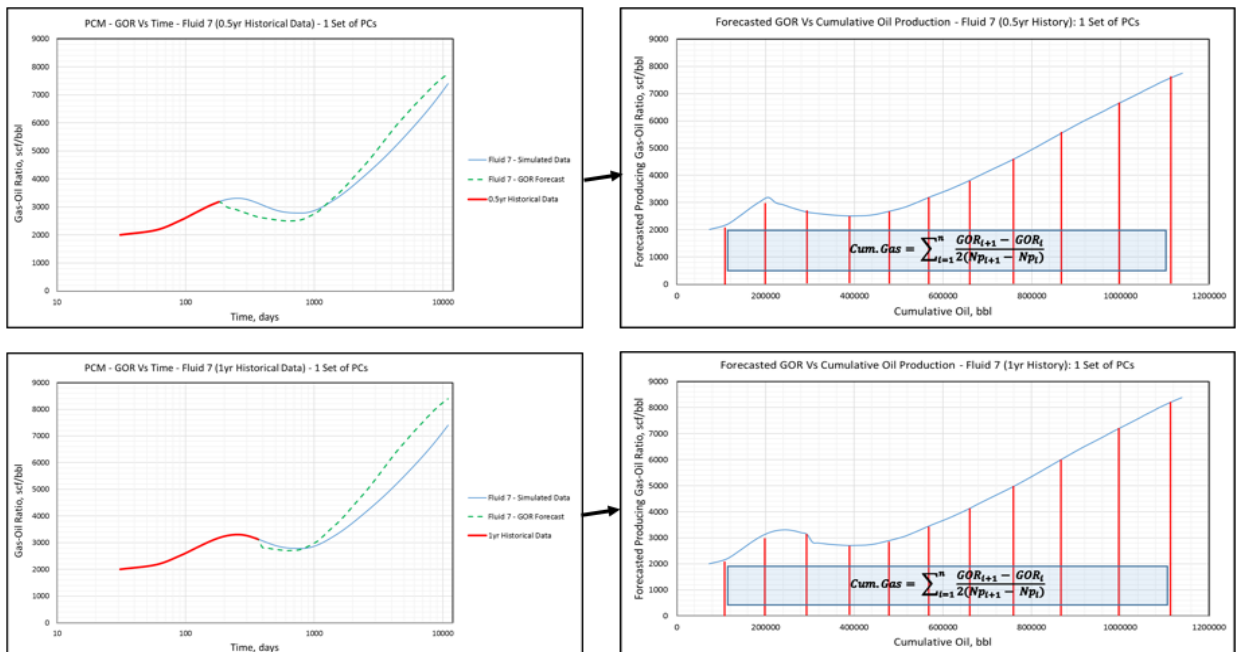 PCM - GOR Vs Time - Fluid 7 (0.5yr Historical Data) - 1 Set of PCs
Gas-Oil Ratio, scf/bbl
9000
8000
7000
6000
5000
4000
3000
2000
1000
0
10 100 1000 10000
Time, days
Fluid 7 - Simulated Data
Fluid 7 - GOR Forecast
0.5yr Historical Data
Forecasted GOR Vs Cumulative Oil Production - Fluid 7 (0.5yr History): 1 Set of PCs
Forecasted Producing Gas-Oil Ratio, scf/bbl
9000
8000
7000
6000
5000
4000
3000
2000
1000
0
Cum. Gas = ∑ⁿᵢ₌₁ (GORᵢ₊₁ − GORᵢ) / 2(Npᵢ₊₁ − Npᵢ)
0 200000 400000 600000 800000 1000000 1200000
Cumulative Oil, bbl
PCM - GOR Vs Time - Fluid 7 (1yr Historical Data) - 1 Set of PCs
Gas-Oil Ratio, scf/bbl
9000
8000
7000
6000
5000
4000
3000
2000
1000
0
10 100 1000 10000
Time, days
Fluid 7 - Simulated Data
Fluid 7 - GOR Forecast
1yr Historical Data
Forecasted GOR Vs Cumulative Oil Production - Fluid 7 (1yr History): 1 Set of PCs
Forecasted Producing Gas-Oil Ratio, scf/bbl
9000
8000
7000
6000
5000
4000
3000
2000
1000
0
Cum. Gas = ∑ⁿᵢ₌₁ (GORᵢ₊₁ − GORᵢ) / 2(Npᵢ₊₁ − Npᵢ)
0 200000 400000 600000 800000 1000000 1200000
Cumulative Oil, bbl